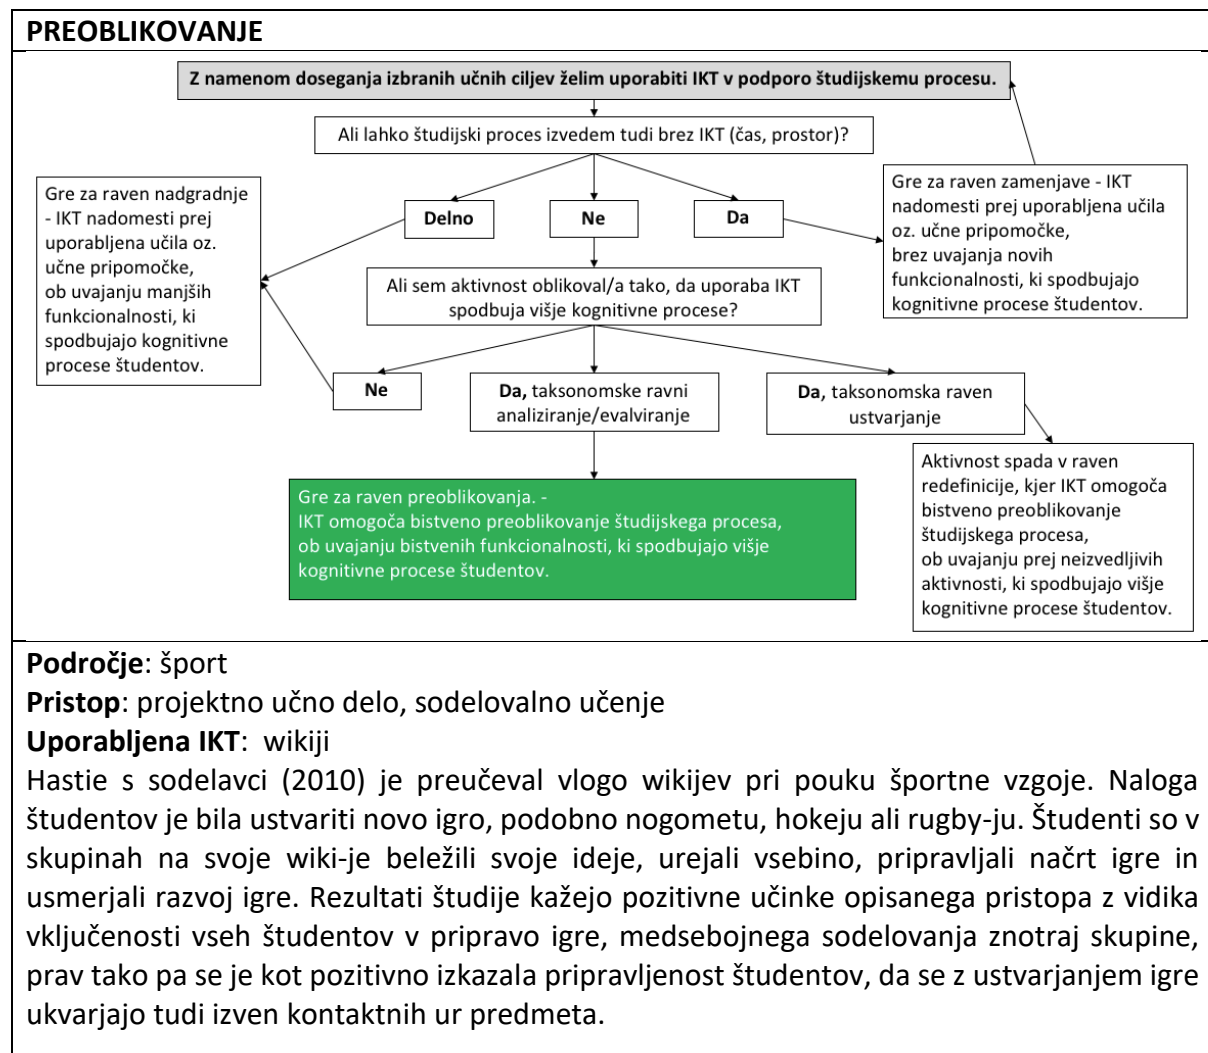 PREOBLIKOVANJE
Z namenom doseganja izbranih učnih ciljev želim uporabiti IKT v podporo študijskemu procesu.
Ali lahko študijski proces izvedem tudi brez IKT (čas, prostor)?
Gre za raven nadgradnje
- IKT nadomesti prej
uporabljena učila oz.
učne pripomočke,
ob uvajanju manjših
funkcionalnosti, ki
spodbujajo kognitivne
procese študentov.
Delno
Ne
Da
Gre za raven zamenjave - IKT
nadomesti prej uporabljena učila
oz. učne pripomočke,
brez uvajanja novih
funkcionalnosti, ki spodbujajo
kognitivne procese študentov.
Ali sem aktivnost oblikoval/a tako, da uporaba IKT
spodbuja višje kognitivne procese?
Ne
Da, taksonomske ravni
analiziranje/evalviranje
Da, taksonomska raven
ustvarjanje
Gre za raven preoblikovanja. -
IKT omogoča bistveno preoblikovanje študijskega procesa,
ob uvajanju bistvenih funkcionalnosti, ki spodbujajo višje
kognitivne procese študentov.
Aktivnost spada v raven
redefinicije, kjer IKT omogoča
bistveno preoblikovanje
študijskega procesa,
ob uvajanju prej neizvedljivih
aktivnosti, ki spodbujajo višje
kognitivne procese študentov.
Področje: šport
Pristop: projektno učno delo, sodelovalno učenje
Uporabljena IKT: wikiji
Hastie s sodelavci (2010) je preučeval vlogo wikijev pri pouku športne vzgoje. Naloga
študentov je bila ustvariti novo igro, podobno nogometu, hokeju ali rugby-ju. Študenti so v
skupinah na svoje wiki-je beležili svoje ideje, urejali vsebino, pripravljali načrt igre in
usmerjali razvoj igre. Rezultati študije kažejo pozitivne učinke opisanega pristopa z vidika
vključenosti vseh študentov v pripravo igre, medsebojnega sodelovanja znotraj skupine,
prav tako pa se je kot pozitivno izkazala pripravljenost študentov, da se z ustvarjanjem igre
ukvarjajo tudi izven kontaktnih ur predmeta.